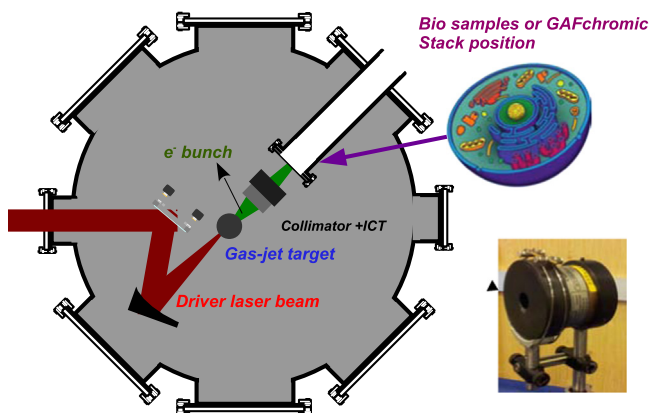 Bio samples or GAFchromic
Stack position
e- bunch
Collimator +ICT
Gas-jet target
Driver laser beam